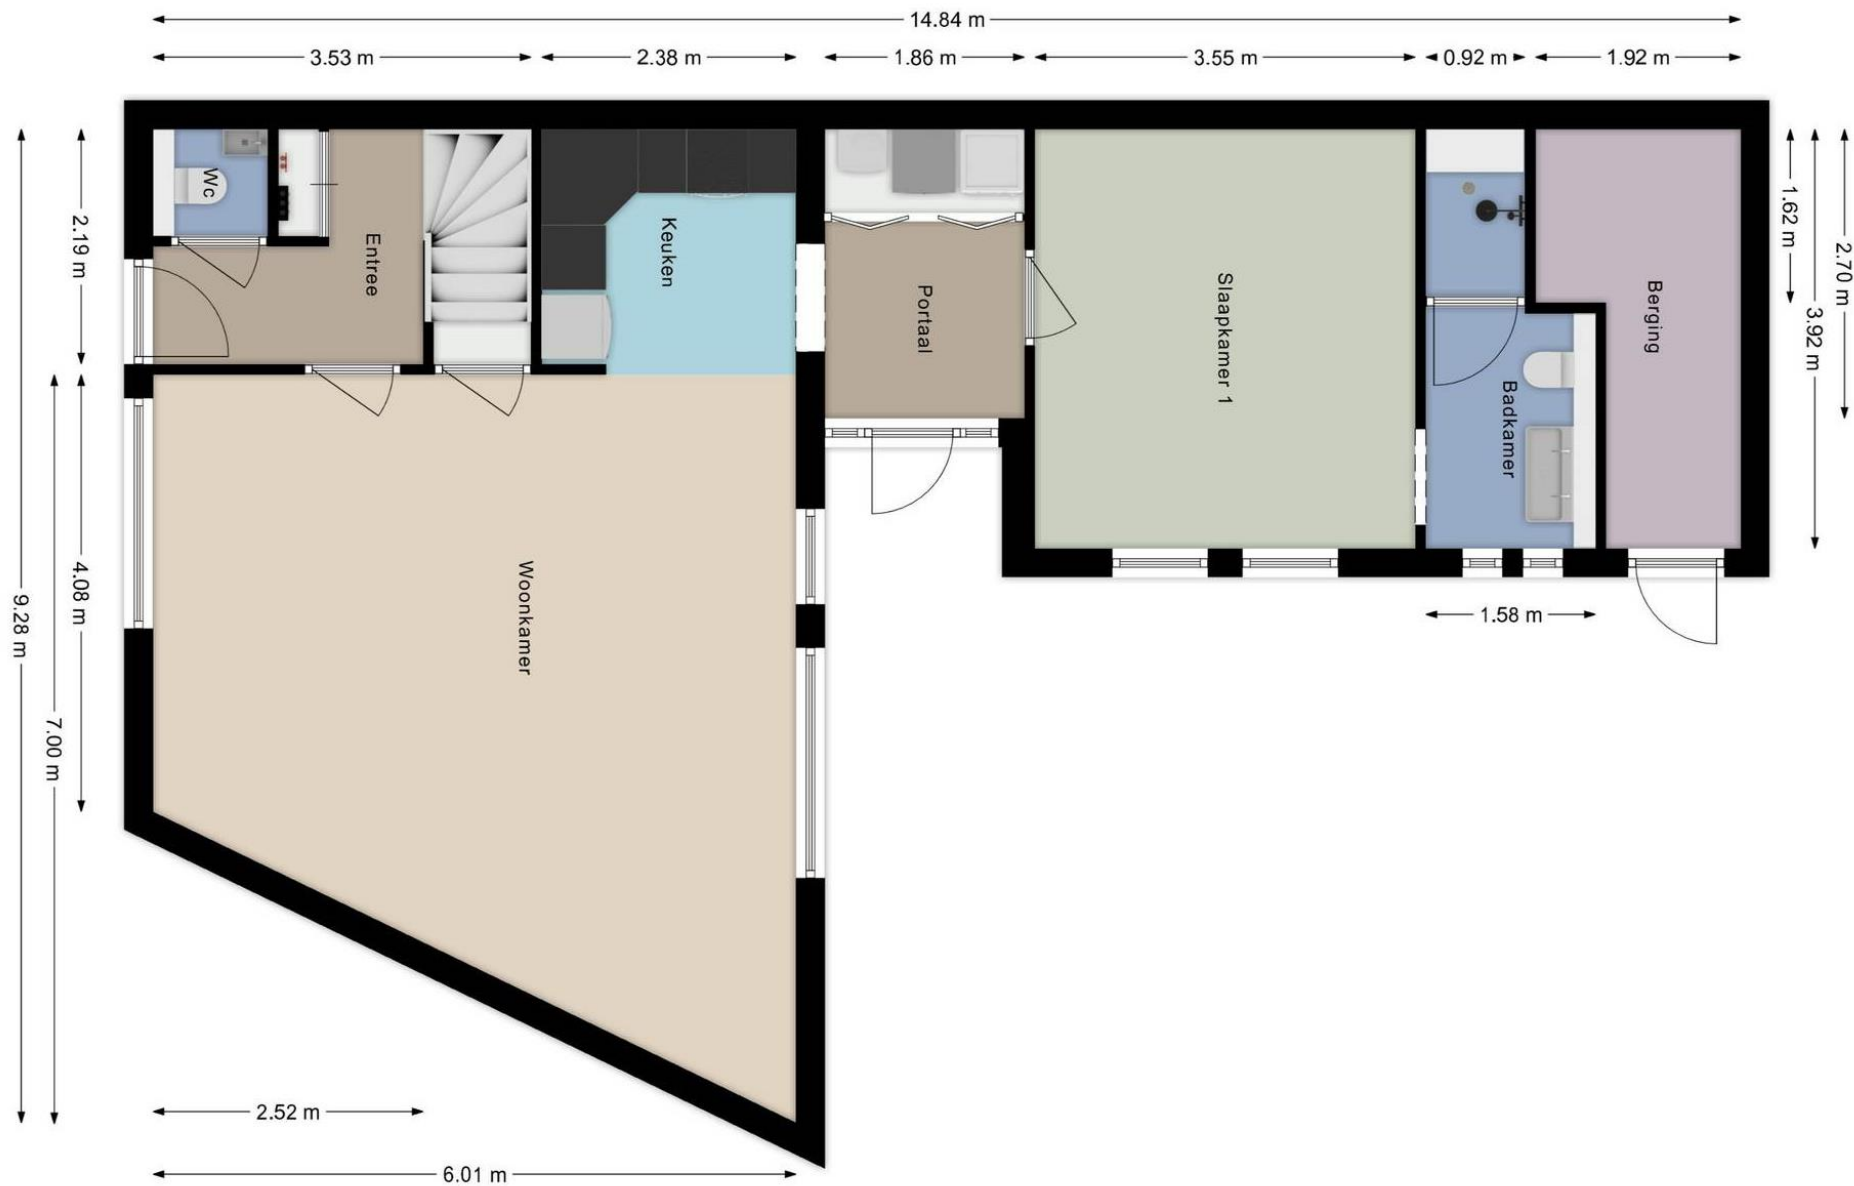 14.84 m
3.53 m
2.38 m
1.86 m
3.55 m
0.92 m
1.92 m
Wc
Entree
Keuken
Portaal
Slaapkamer 1
Badkamer
Berging
Woonkamer
2.19 m
4.08 m
7.00 m
9.28 m
1.62 m
3.92 m
2.70 m
1.58 m
2.52 m
6.01 m